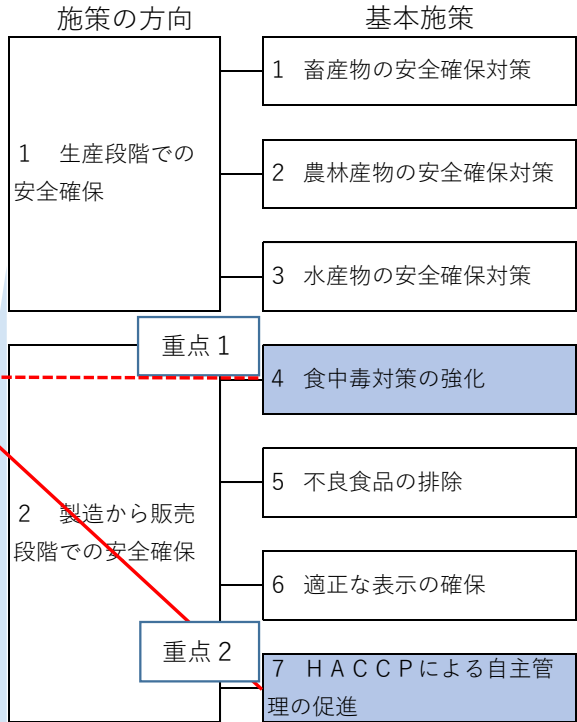 施策の方向
基本施策
1　生産段階での
安全確保
1 畜産物の安全確保対策
2 農林産物の安全確保対策
3 水産物の安全確保対策
重点1
4 食中毒対策の強化
5 不良食品の排除
2　製造から販売
段階での安全確保
6 適正な表示の確保
重点2
7 ＨＡＣＣＰによる自主管
理の促進